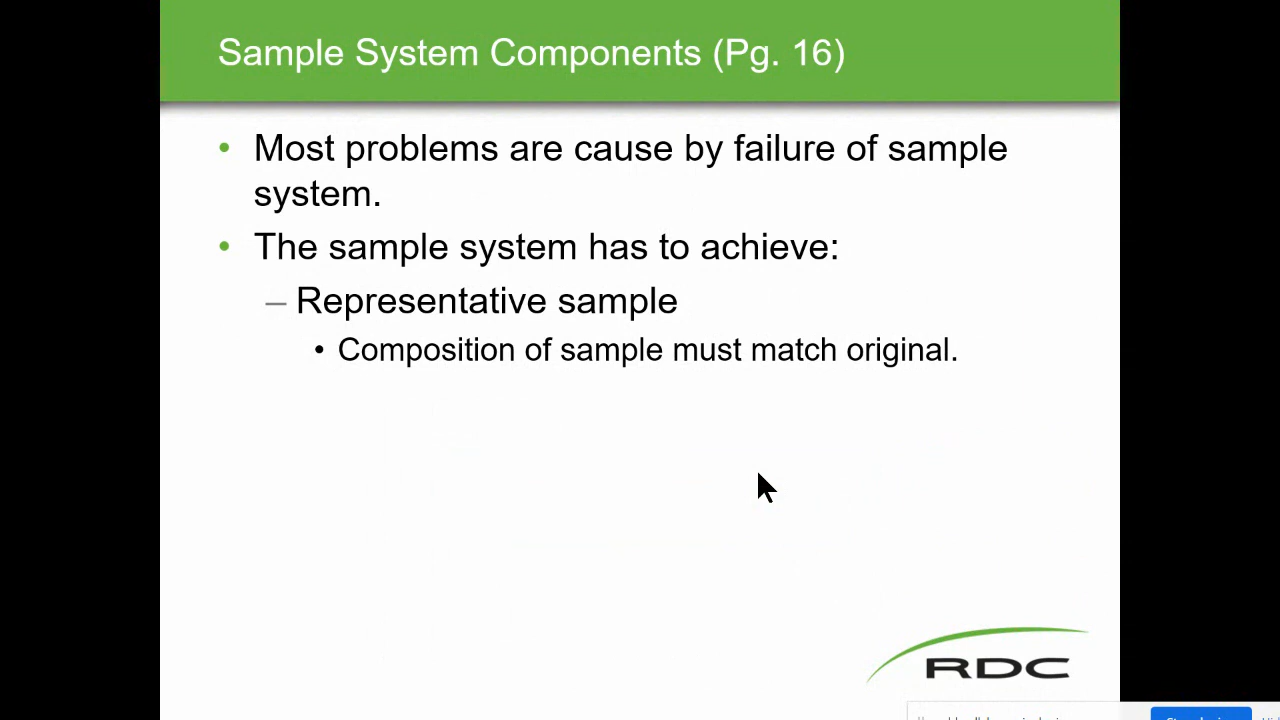 Sample System Components (Pg. 16)
• Most problems are cause by failure of sample
system.
• The sample system has to achieve:
– Representative sample
• Composition of sample must match original.
RDC